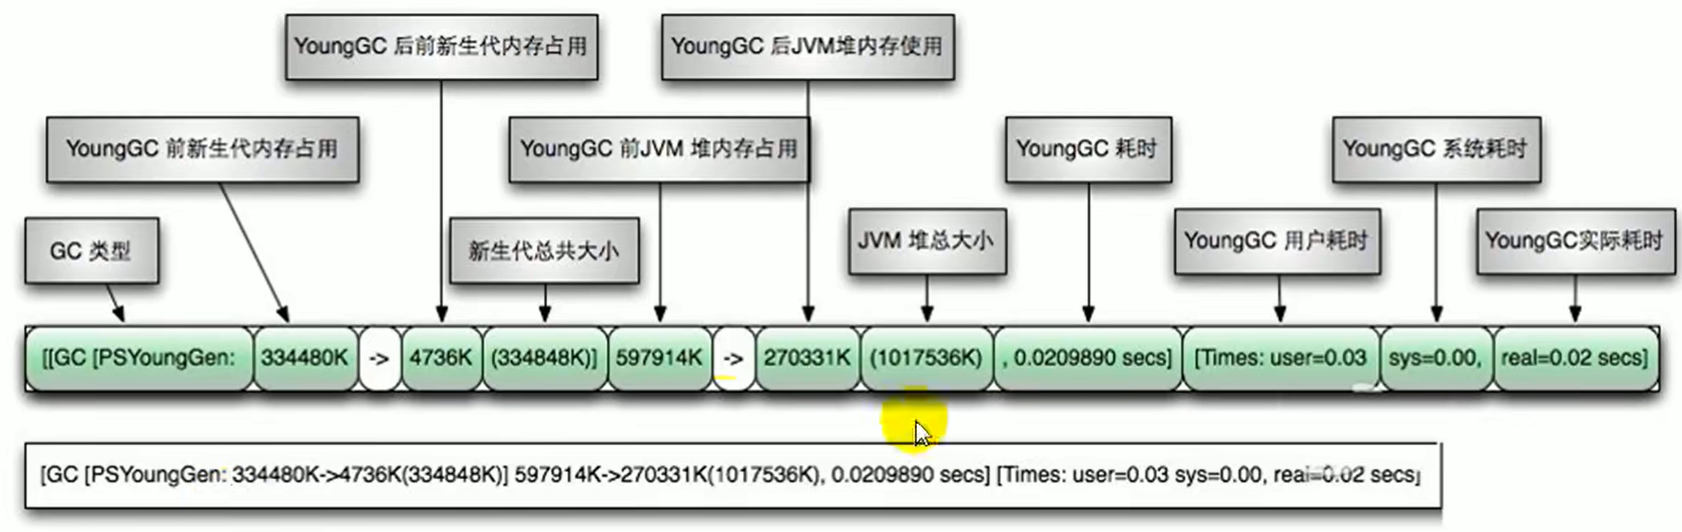 YoungGC 后前新生代内存占用
YoungGC 后JVM堆内存使用
YoungGC 前新生代内存占用
YoungGC 前JVM 堆内存占用
YoungGC 耗时
YoungGC 系统耗时
GC 类型
新生代总共大小
JVM 堆总大小
YoungGC 用户耗时
YoungGC实际耗时
[[GC [PSYoungGen: 334480K -> 4736K (334848K)] 597914K -> 270331K (1017536K) , 0.0209890 secs] [Times: user=0.03 sys=0.00, real=0.02 secs]
[GC [PSYoungGen: 334480K->4736K(334848K)] 597914K->270331K(1017536K), 0.0209890 secs] [Times: user=0.03 sys=0.00, real=0.02 secs]